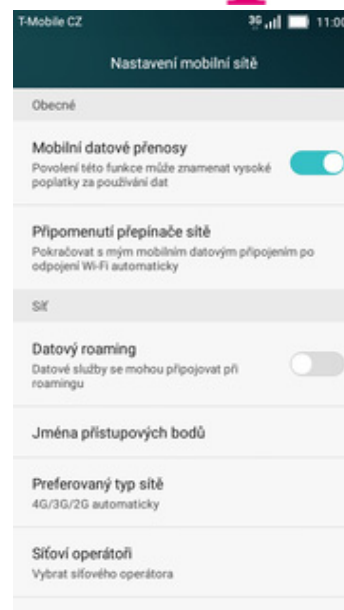 T-Mobile CZ 3G 11:00
Nastavení mobilní sítě
Obecné
Mobilní datové přenosy
Povolení této funkce může znamenat vysoké
poplatky za používání dat
Připomenutí přepínače sítě
Pokračovat s mým mobilním datovým připojením po
odpojení Wi-Fi automaticky
Síť
Datový roaming
Datové služby se mohou připojovat při
roamingu
Jména přístupových bodů
Preferovaný typ sítě
4G/3G/2G automaticky
Síťoví operátoři
Vybrat síťového operátora